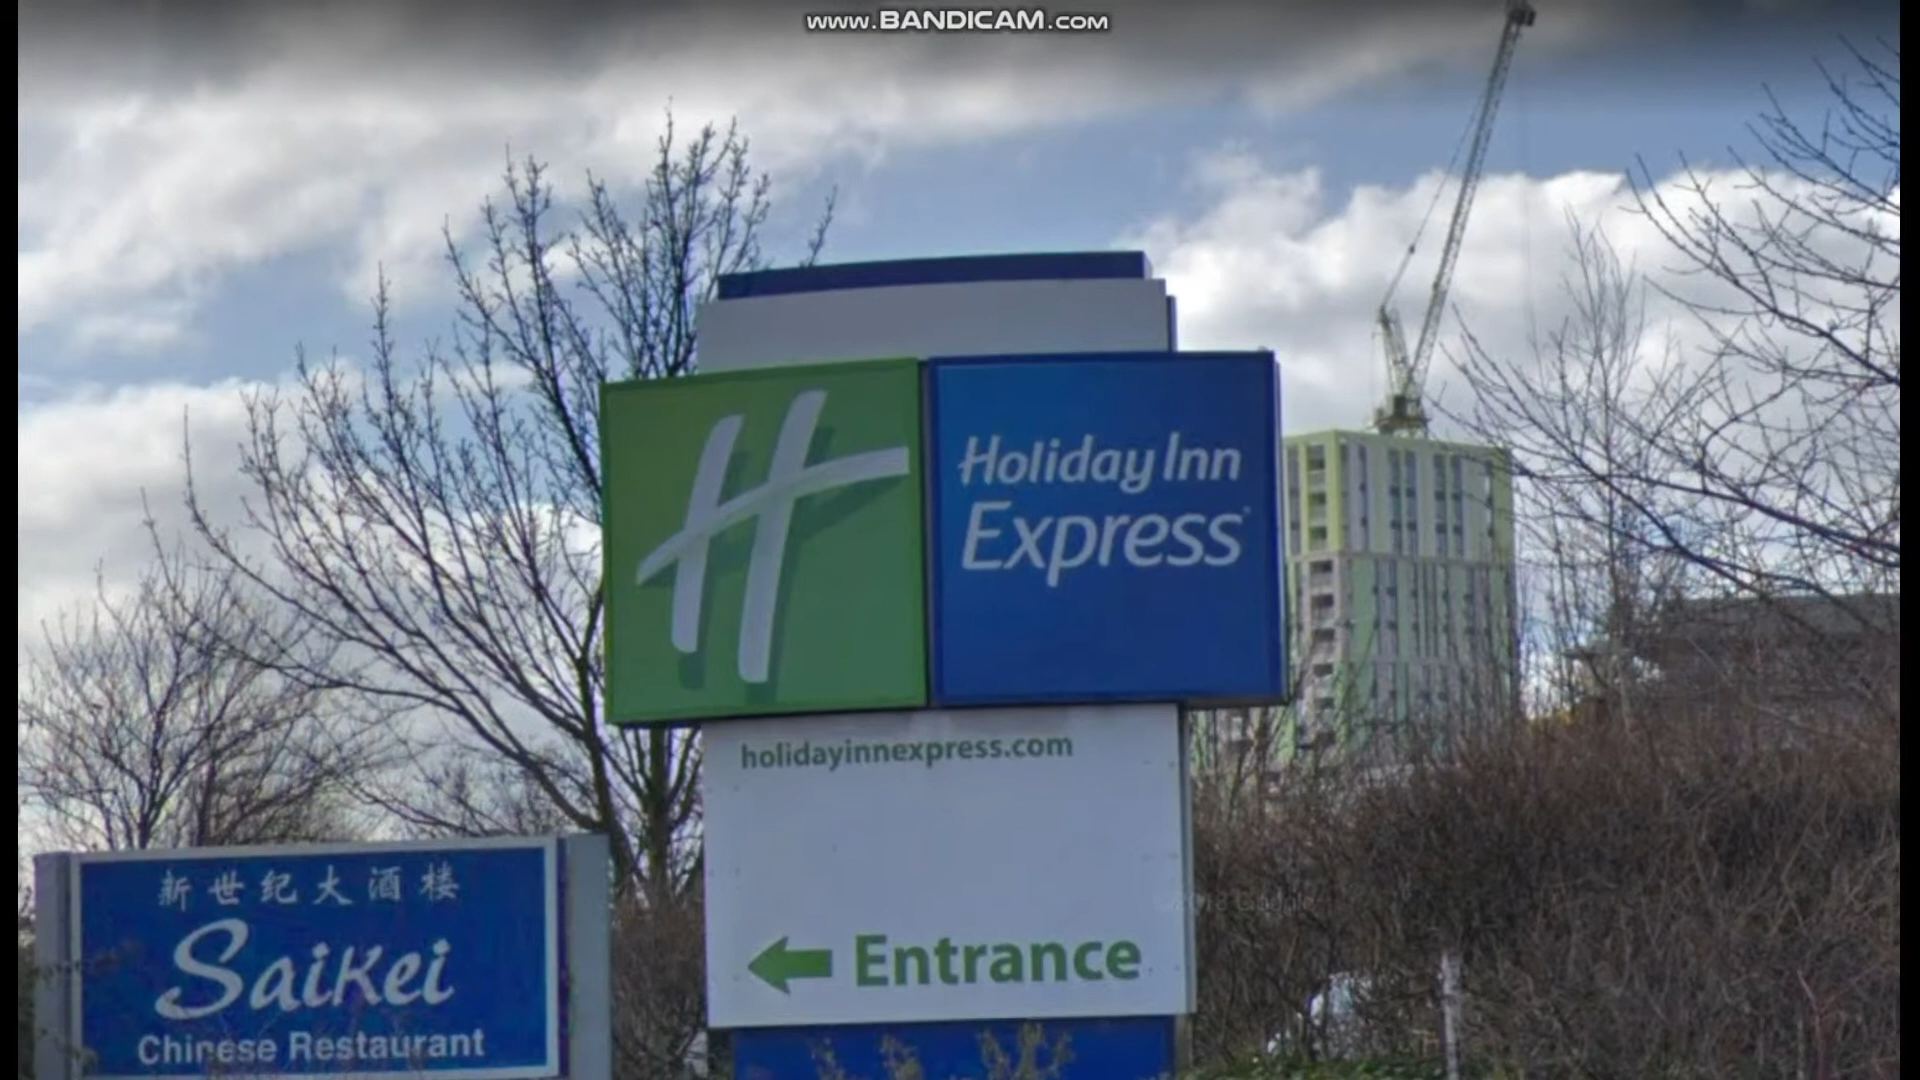 www.BANDICAM.com
Holiday Inn
Express
holidayinnexpress.com
Entrance
新世纪大酒楼
Saikei
Chinese Restaurant